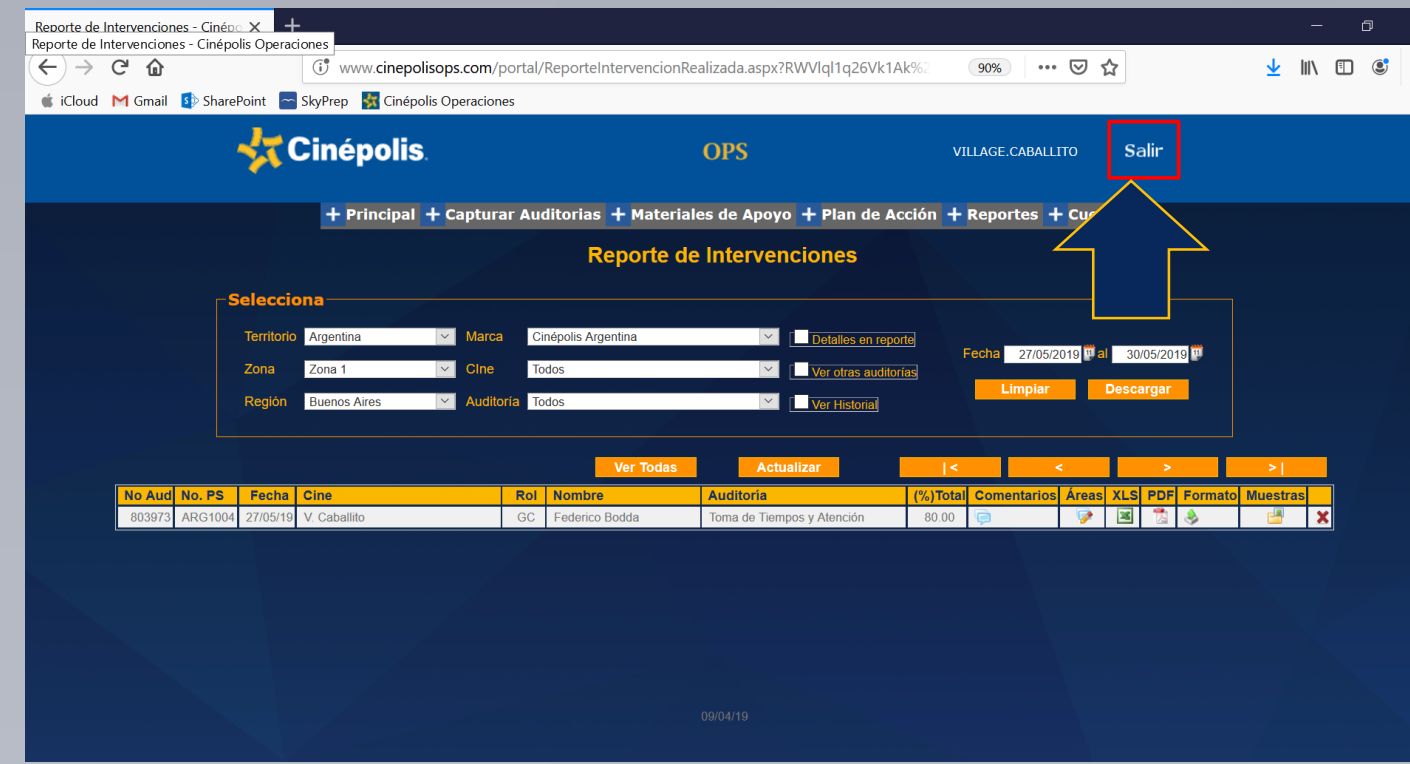 Reporte de Intervenciones - Cinépo
Reporte de Intervenciones - Cinépolis Operaciones
www.cinepolisops.com/portal/ReporteIntervencionRealizada.aspx?RWVlql1q26Vk1Ak%2 90%
iCloud Gmail SharePoint SkyPrep Cinépolis Operaciones
Cinépolis. OPS VILLAGE.CABALLITO Salir
+ Principal + Capturar Auditorias + Materiales de Apoyo + Plan de Acción + Reportes +
Reporte de Intervenciones
Selecciona
Territorio Argentina Marca Cinépolis Argentina Detalles en reporte
Fecha 27/05/2019 al 30/05/2019
Zona Zona 1 CIne Todos Ver otras auditorías
Limpiar Descargar
Región Buenos Aires Auditoría Todos Ver Historial
Ver Todas Actualizar |< < > >|
No Aud No. PS Fecha Cine Rol Nombre Auditoría (%)Total Comentarios Áreas XLS PDF Formato Muestras
803973 ARG1004 27/05/19 V. Caballito GC Federico Bodda Toma de Tiempos y Atención 80.00
09/04/19